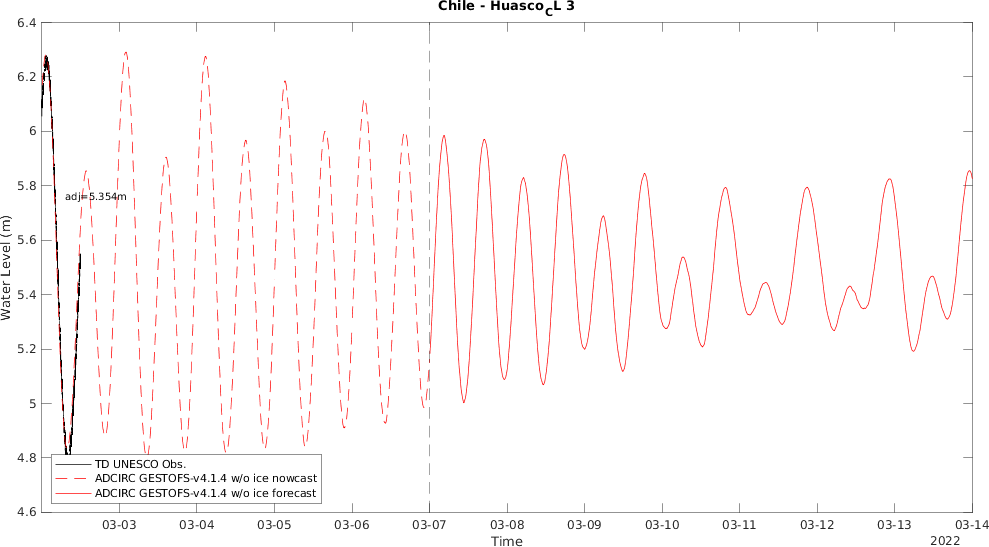 Chile - Huasco_CL 3
6.4
6.2
6
5.8
5.6
5.4
5.2
5
4.8
4.6
Water Level (m)
adj=5.354m
TD UNESCO Obs.
ADCIRC GESTOFS-v4.1.4 w/o ice nowcast
ADCIRC GESTOFS-v4.1.4 w/o ice forecast
03-03 03-04 03-05 03-06 03-07 03-08 03-09 03-10 03-11 03-12 03-13 03-14
Time
2022